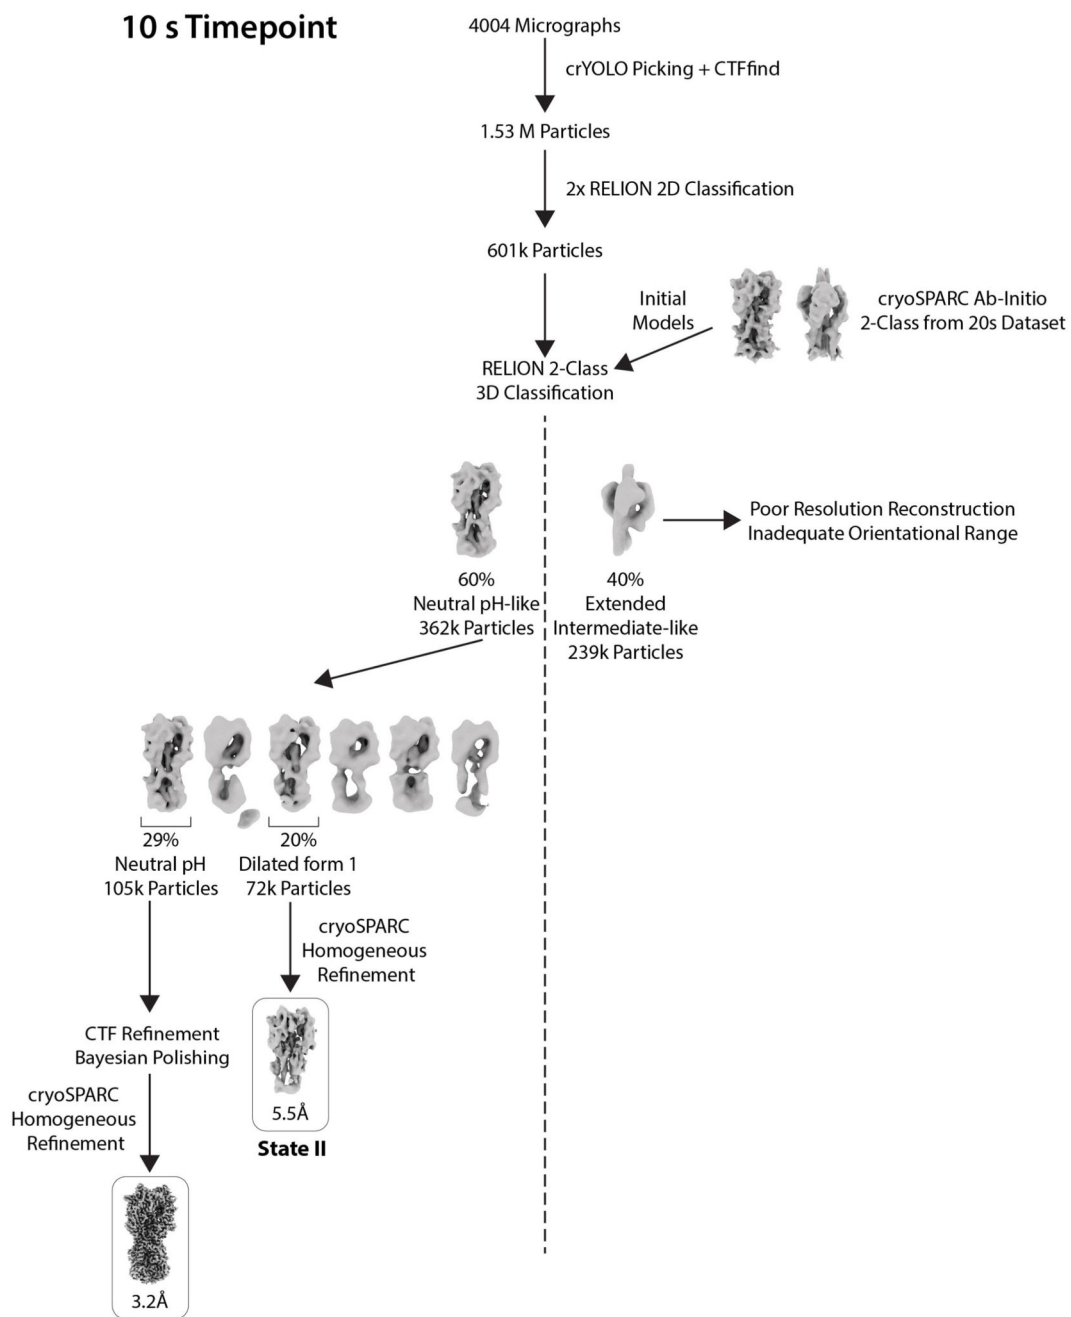 10 s Timepoint
4004 Micrographs
crYOLO Picking + CTFfind
1.53 M Particles
2x RELION 2D Classification
601k Particles
Initial
Models
cryoSPARC Ab-Initio
2-Class from 20s Dataset
RELION 2-Class
3D Classification
Poor Resolution Reconstruction
Inadequate Orientational Range
60%
Neutral pH-like
362k Particles
40%
Extended
Intermediate-like
239k Particles
29%
Neutral pH
105k Particles
20%
Dilated form 1
72k Particles
cryoSPARC
Homogeneous
Refinement
CTF Refinement
Bayesian Polishing
5.5Å
State II
cryoSPARC
Homogeneous
Refinement
3.2Å